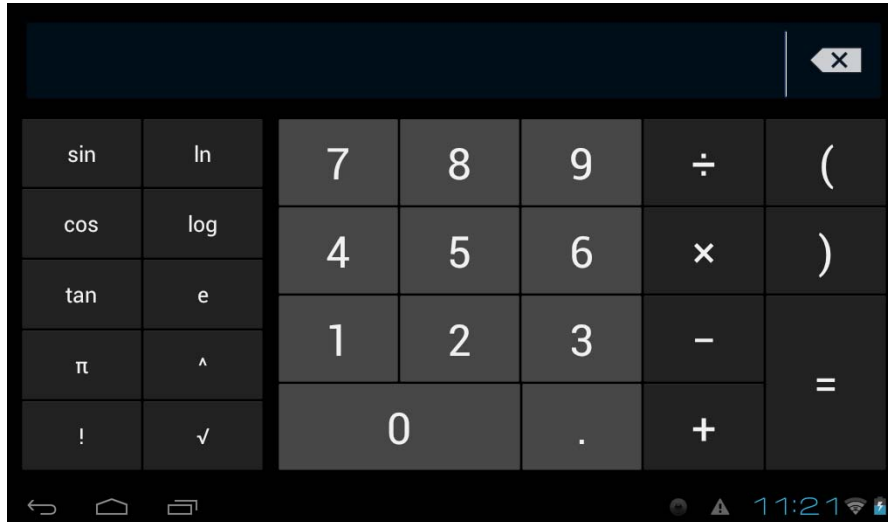 sin ln 7 8 9 ÷ (
cos log 4 5 6 × )
tan e 1 2 3 −
π ^ =
! √ 0 . +
11:21